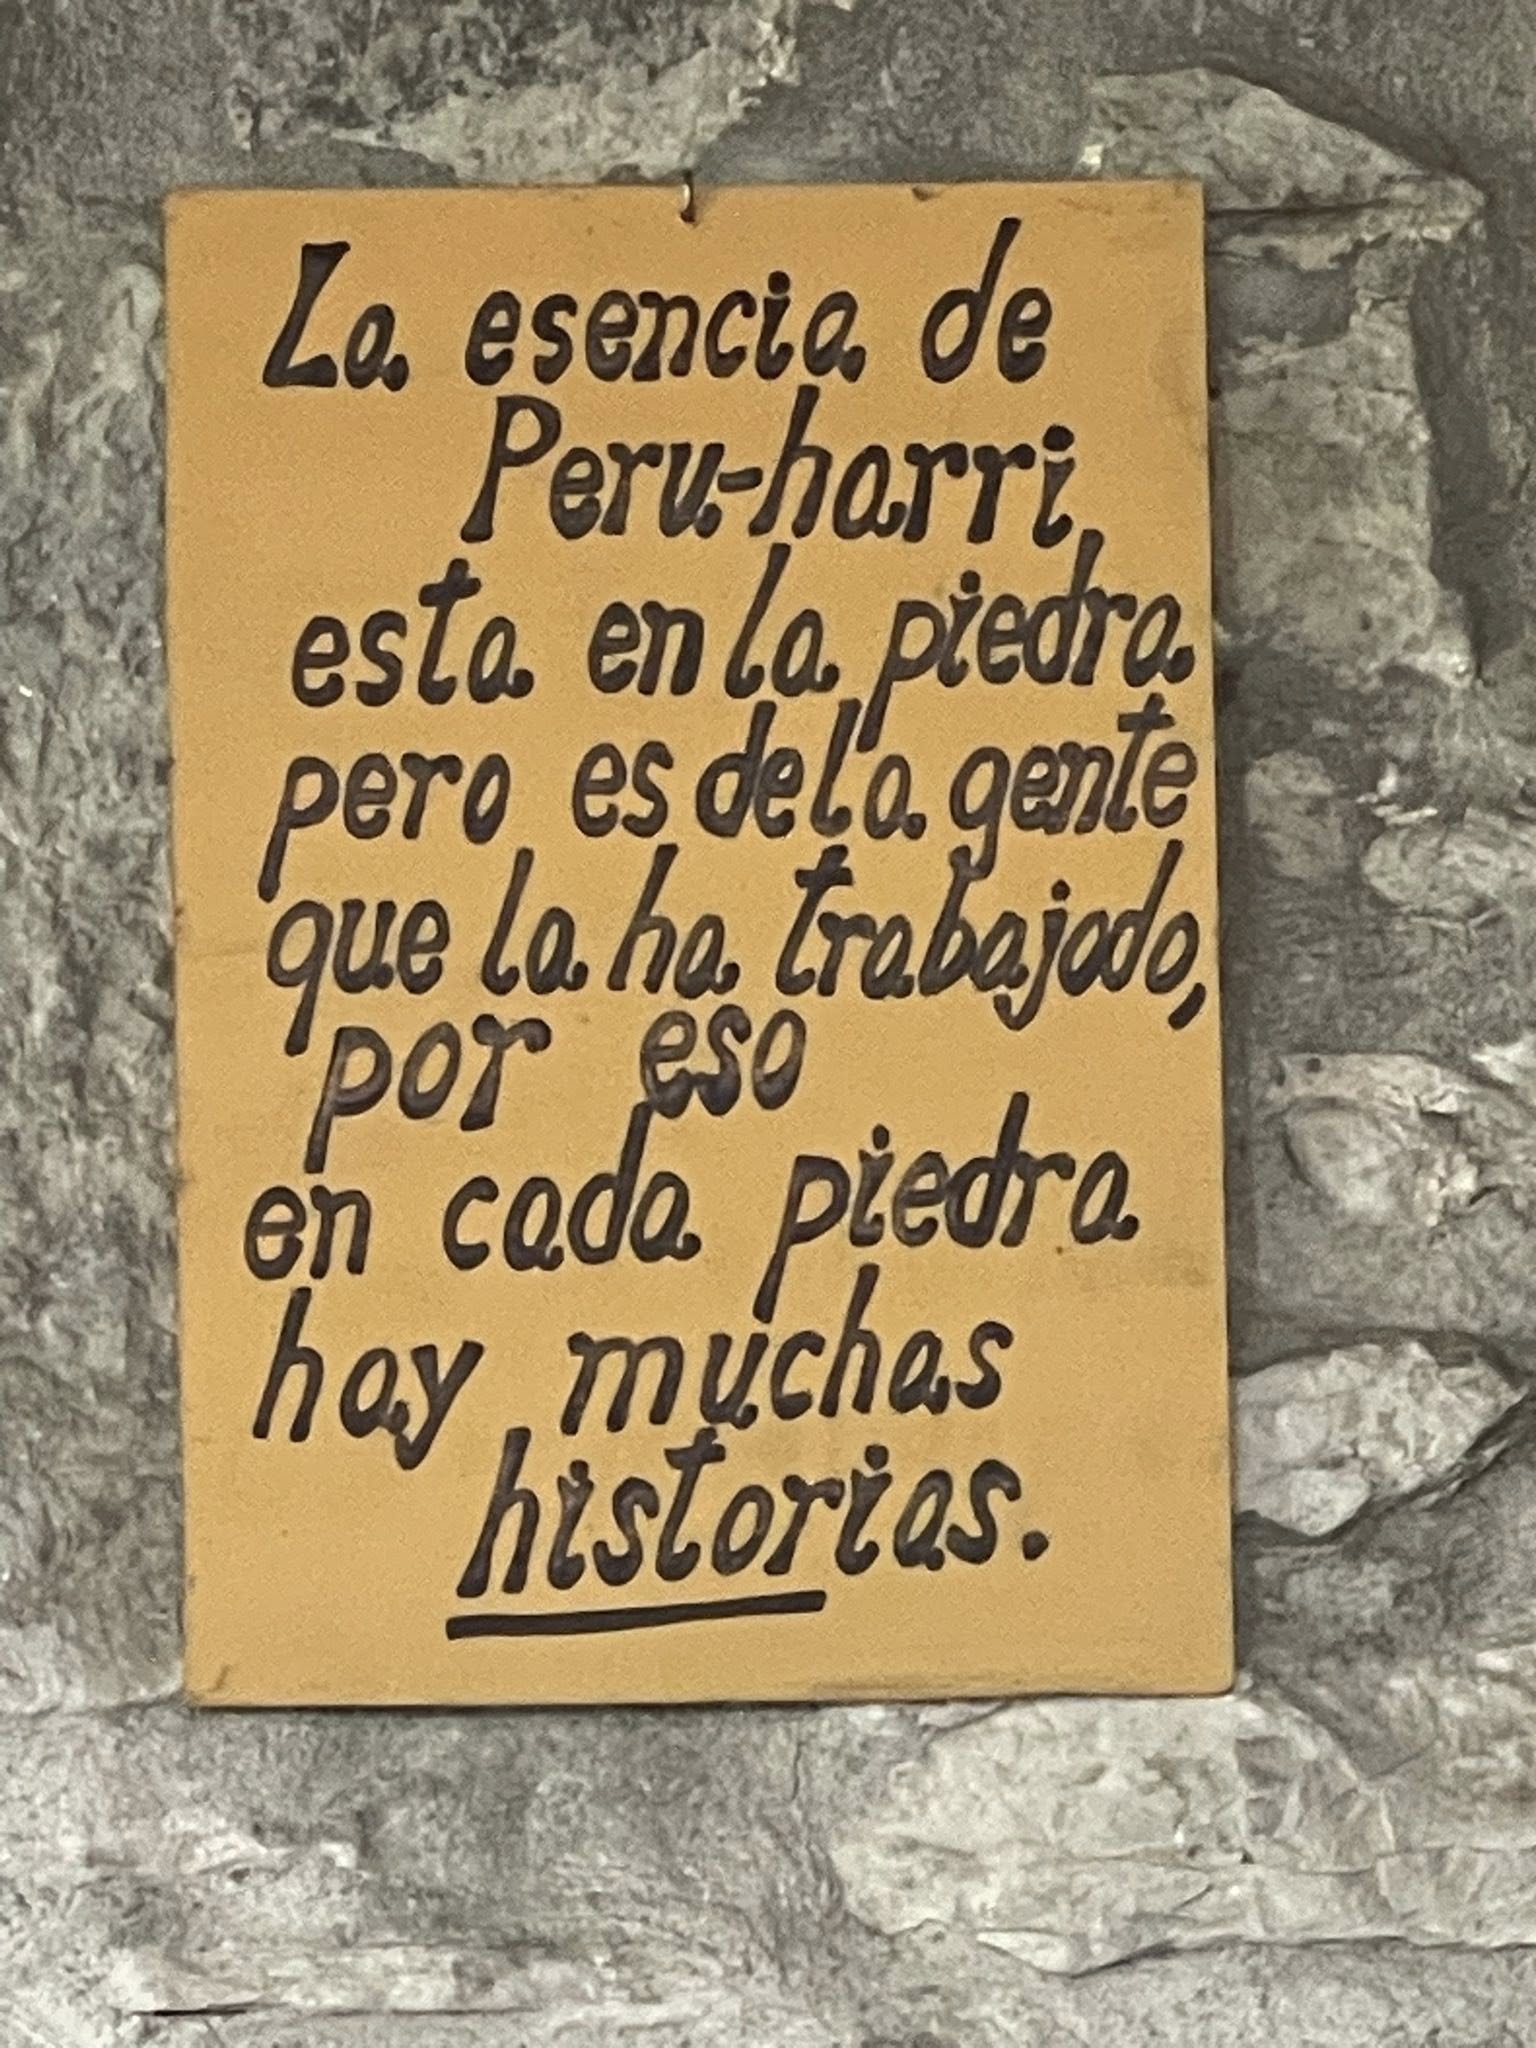 La esencia de
Peru-harri
esta en la piedra
pero es de la gente
que la ha trabajado,
por eso
en cada piedra
hay muchas
historias.